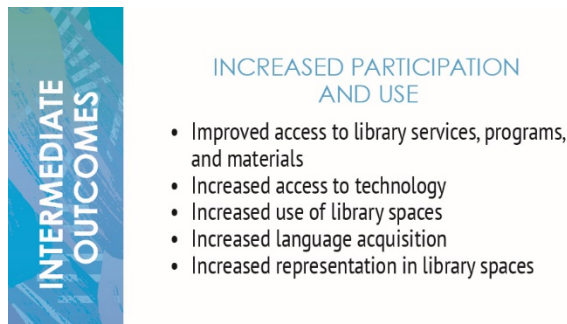 INTERMEDIATE
OUTCOMES
INCREASED PARTICIPATION
AND USE
• Improved access to library services, programs,
and materials
• Increased access to technology
• Increased use of library spaces
• Increased language acquisition
• Increased representation in library spaces